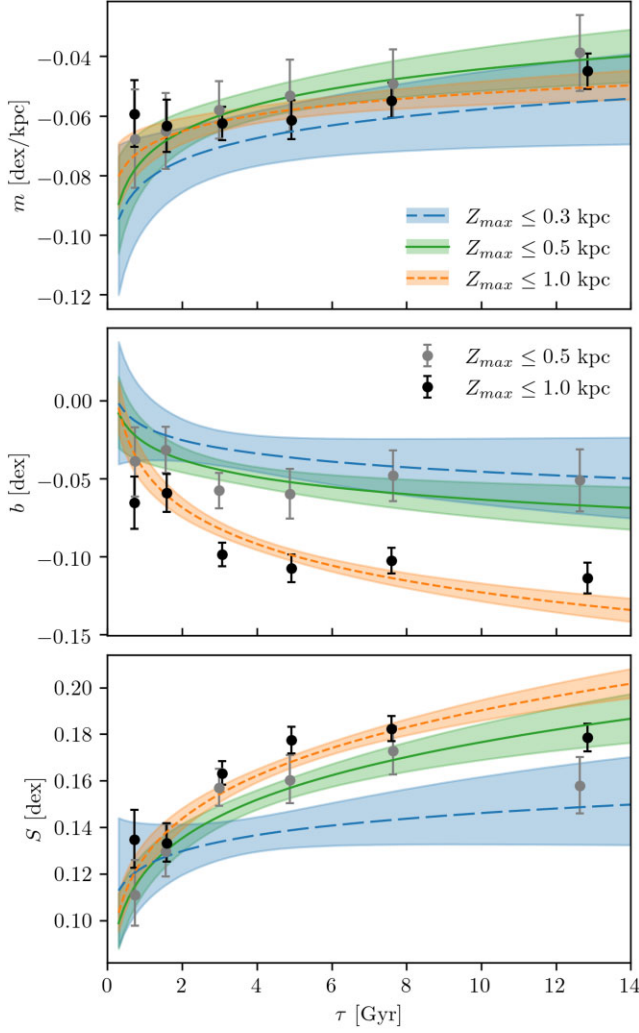 −0.04
−0.06
−0.08
−0.10
−0.12
m [dex/kpc]
Z_max ≤ 0.3 kpc
Z_max ≤ 0.5 kpc
Z_max ≤ 1.0 kpc
0.00
−0.05
−0.10
−0.15
b [dex]
Z_max ≤ 0.5 kpc
Z_max ≤ 1.0 kpc
0.20
0.18
0.16
0.14
0.12
0.10
S [dex]
0 2 4 6 8 10 12 14
τ [Gyr]